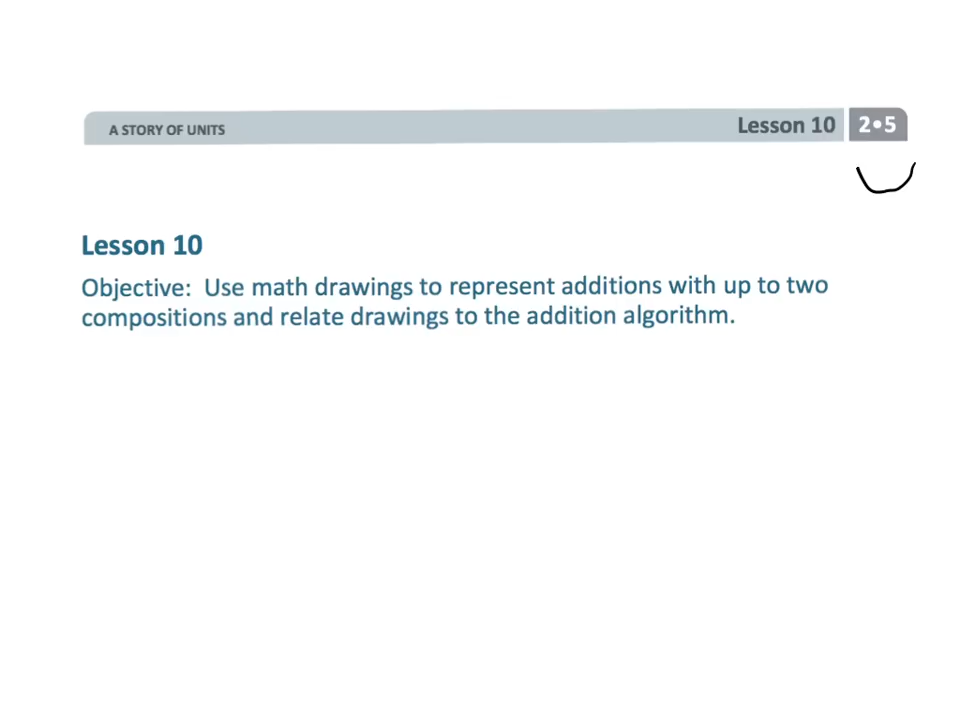 A STORY OF UNITS
Lesson 10 2•5
Lesson 10
Objective: Use math drawings to represent additions with up to two
compositions and relate drawings to the addition algorithm.